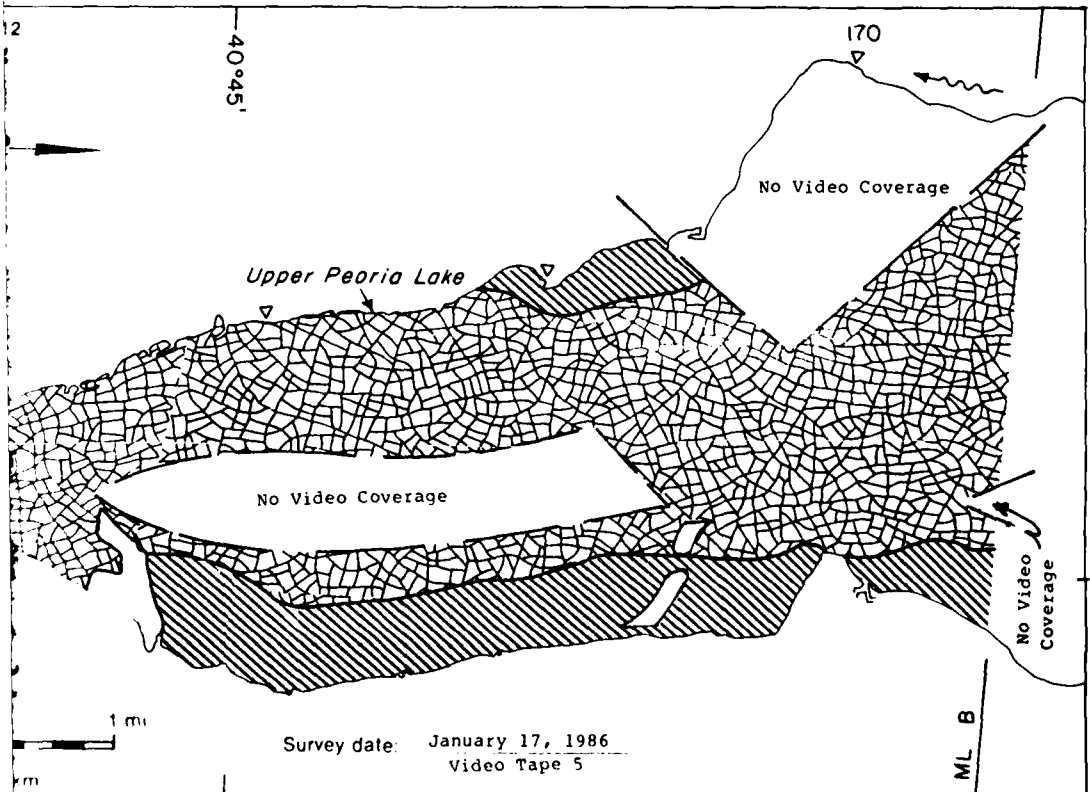 12
40°45'
170
No Video Coverage
Upper Peoria Lake
No Video Coverage
No Video
Coverage
1 mi
km
Survey date: January 17, 1986
Video Tape 5
ML B